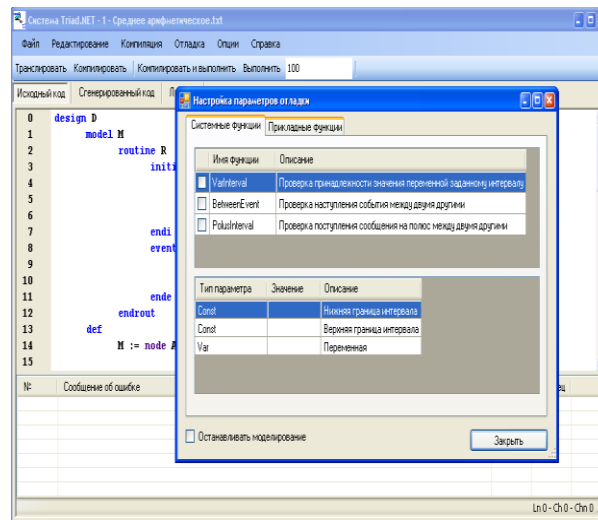 Система Triad.NET - 1 - Среднее арифметическое.txt
Файл Редактирование Компиляция Отладка Опции Справка
Транслировать Компилировать Компилировать и выполнить Выполнить 100
Исходный код Сгенерированный код
Настройка параметров отладки
Системные функции Прикладные функции
Имя функции Описание
VarInterval Проверка принадлежности значения переменной заданному интервалу
BetweenEvent Проверка наступления события между двумя другими
PolusInterval Проверка поступления сообщения на полюс между двумя другими
Тип параметра Значение Описание
Const Нижняя граница интервала
Const Верхняя граница интервала
Var Переменная
Останавливать моделирование
Закрыть
0 design D
1 model M
2 routine R
3 initi
4
5
6
7 endi
8 event
9
10
11 ende
12 endrout
13 def
14 M := node A
15
№ Сообщение об ошибке
Ln 0 - Ch 0 - Chn 0